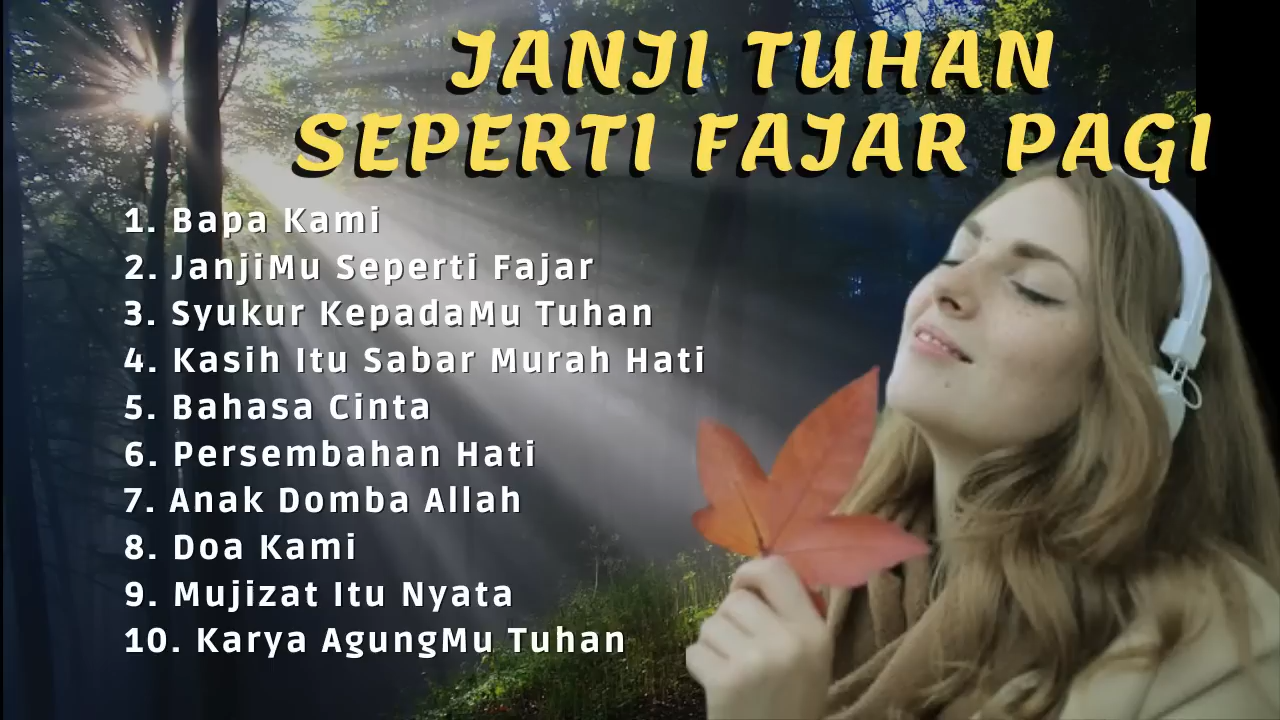 JANJI TUHAN
SEPERTI FAJAR PAGI
1. Bapa Kami
2. JanjiMu Seperti Fajar
3. Syukur KepadaMu Tuhan
4. Kasih Itu Sabar Murah Hati
5. Bahasa Cinta
6. Persembahan Hati
7. Anak Domba Allah
8. Doa Kami
9. Mujizat Itu Nyata
10. Karya AgungMu Tuhan